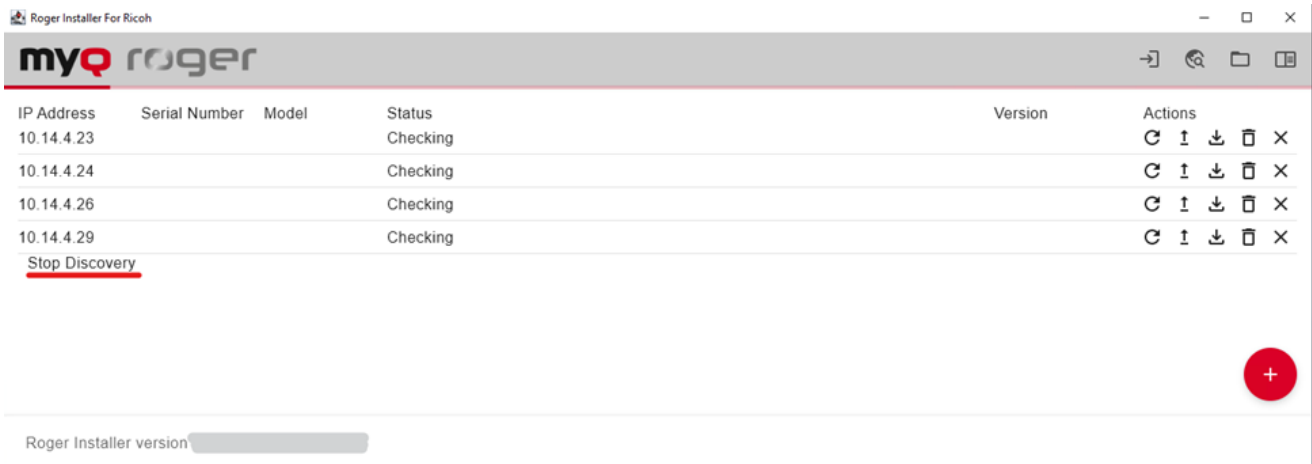 Roger Installer For Ricoh
myQ roger
IP Address Serial Number Model Status Version Actions
10.14.4.23 Checking
10.14.4.24 Checking
10.14.4.26 Checking
10.14.4.29 Checking
Stop Discovery
Roger Installer version